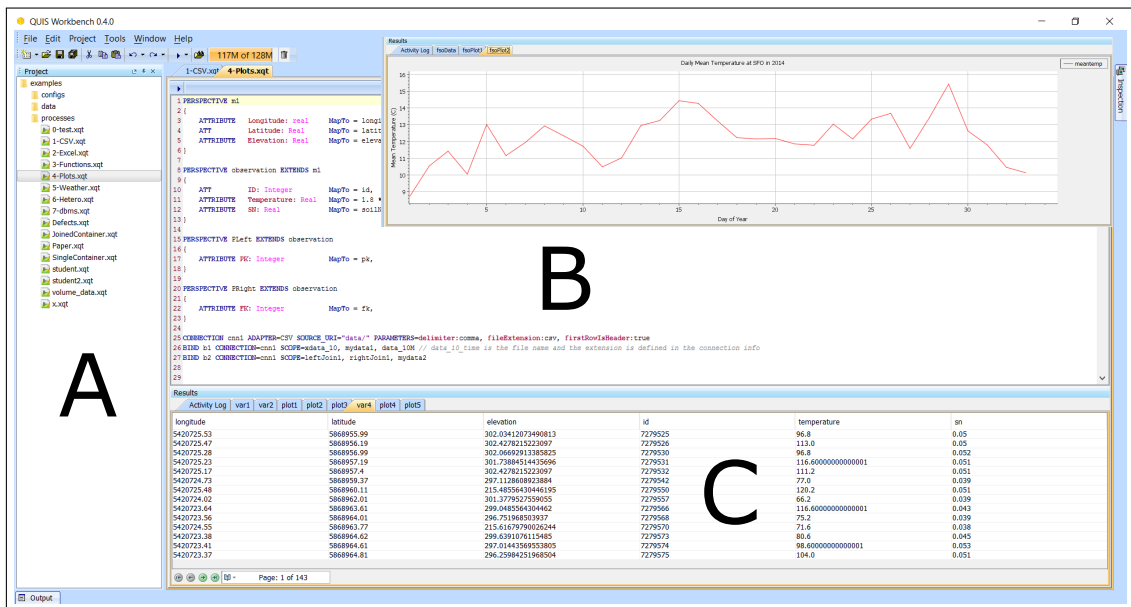 QUIS Workbench 0.4.0
File Edit Project Tools Window Help
117M of 128M
Project
examples
configs
data
processes
0-test.xqt
1-CSV.xqt
2-Excel.xqt
3-Functions.xqt
4-Plots.xqt
5-Weather.xqt
6-Hetero.xqt
7-dbms.xqt
Defects.xqt
JoinedContainer.xqt
Paper.xqt
SingleContainer.xqt
student.xqt
student2.xqt
volume_data.xqt
x.xqt
A
1-CSV.xqt 4-Plots.xqt
1 PERSPECTIVE m1
2 {
3 ATTRIBUTE Longitude: real MapTo = longi
4 ATT Latitude: Real MapTo = latit
5 ATTRIBUTE Elevation: Real MapTo = eleva
6 }
7
8 PERSPECTIVE observation EXTENDS m1
9 {
10 ATT ID: Integer MapTo = id,
11 ATTRIBUTE Temperature: Real MapTo = 1.8 *
12 ATTRIBUTE SN: Real MapTo = soilN
13 }
14
15 PERSPECTIVE PLeft EXTENDS observation
16 {
17 ATTRIBUTE PK: Integer MapTo = pk,
18 }
19
20 PERSPECTIVE PRight EXTENDS observation
21 {
22 ATTRIBUTE FK: Integer MapTo = fk,
23 }
24
25 CONNECTION cnn1 ADAPTER=CSV SOURCE_URI="data/" PARAMETERS=delimiter:comma, fileExtension:csv, firstRowIsHeader:true
26 BIND b1 CONNECTION=cnn1 SCOPE=xdata_10, mydata1, data_10M // data_10_time is the file name and the extension is defined in the connection info
27 BIND b2 CONNECTION=cnn1 SCOPE=leftJoin1, rightJoin1, mydata2
28
29
Results
Activity Log fsoData fsoPlot1 fsoPlot2
Daily Mean Temperature at SFO in 2014
meantemp
Mean Temperature (C)
16
15
14
13
12
11
10
9
5 10 15 20 25 30
Day of Year
Inspection
B
Results
Activity Log var1 var2 plot1 plot2 plot3 var4 plot4 plot5
longitude latitude elevation id temperature sn
5420725.53 5868955.99 302.03412073490813 7279525 96.8 0.05
5420725.47 5868956.19 302.4278215223097 7279526 113.0 0.05
5420725.28 5868956.99 302.06692913385825 7279530 96.8 0.052
5420725.23 5868957.19 301.73884514435696 7279531 116.60000000000001 0.051
5420725.17 5868957.4 302.4278215223097 7279532 111.2 0.051
5420724.73 5868959.37 297.1128608923884 7279542 77.0 0.039
5420725.48 5868960.11 215.48556430446195 7279550 120.2 0.051
5420724.02 5868962.01 301.3779527559055 7279557 66.2 0.039
5420723.64 5868963.61 299.0485564304462 7279566 116.60000000000001 0.043
5420723.56 5868964.01 296.751968503937 7279568 75.2 0.039
5420724.55 5868963.77 215.61679790026244 7279570 71.6 0.038
5420723.38 5868964.62 299.6391076115485 7279573 80.6 0.045
5420723.41 5868964.61 297.01443569553805 7279574 98.60000000000001 0.053
5420723.37 5868964.81 296.25984251968504 7279575 104.0 0.051
C
Page: 1 of 143
Output